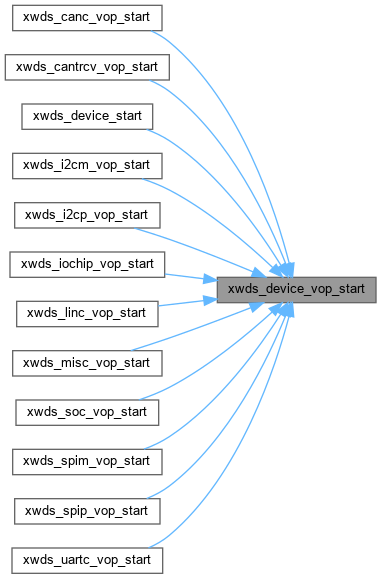 xwds_canc_vop_start
xwds_cantrcv_vop_start
xwds_device_start
xwds_i2cm_vop_start
xwds_i2cp_vop_start
xwds_iochip_vop_start
xwds_device_vop_start
xwds_linc_vop_start
xwds_misc_vop_start
xwds_soc_vop_start
xwds_spim_vop_start
xwds_spip_vop_start
xwds_uartc_vop_start